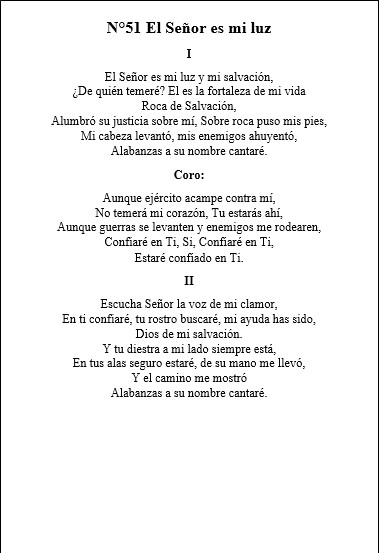 N°51 El Señor es mi luz
I
El Señor es mi luz y mi salvación,
¿De quién temeré? El es la fortaleza de mi vida
Roca de Salvación,
Alumbró su justicia sobre mí, Sobre roca puso mis pies,
Mi cabeza levantó, mis enemigos ahuyentó,
Alabanzas a su nombre cantaré.
Coro:
Aunque ejército acampe contra mí,
No temerá mi corazón, Tu estarás ahí,
Aunque guerras se levanten y enemigos me rodearen,
Confiaré en Ti, Si, Confiaré en Ti,
Estaré confiado en Ti.
II
Escucha Señor la voz de mi clamor,
En ti confiaré, tu rostro buscaré, mi ayuda has sido,
Dios de mi salvación.
Y tu diestra a mi lado siempre está,
En tus alas seguro estaré, de su mano me llevó,
Y el camino me mostró
Alabanzas a su nombre cantaré.